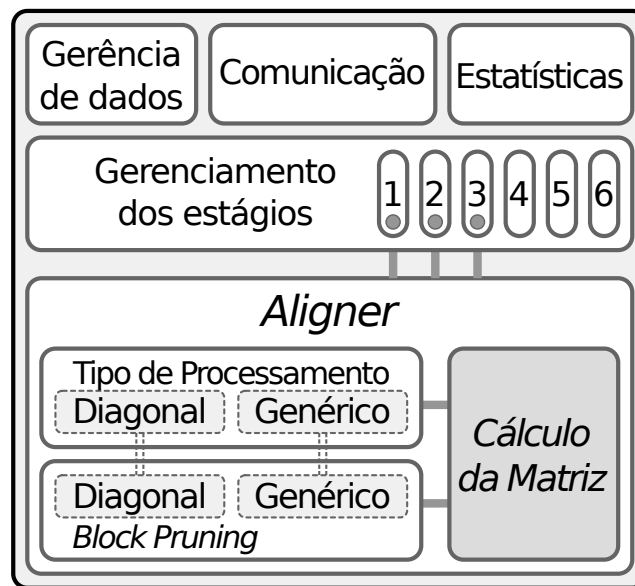 Gerência
de dados
Comunicação
Estatísticas
Gerenciamento
dos estágios
1 2 3 4 5 6
Aligner
Tipo de Processamento
Diagonal Genérico
Cálculo
da Matriz
Diagonal Genérico
Block Pruning